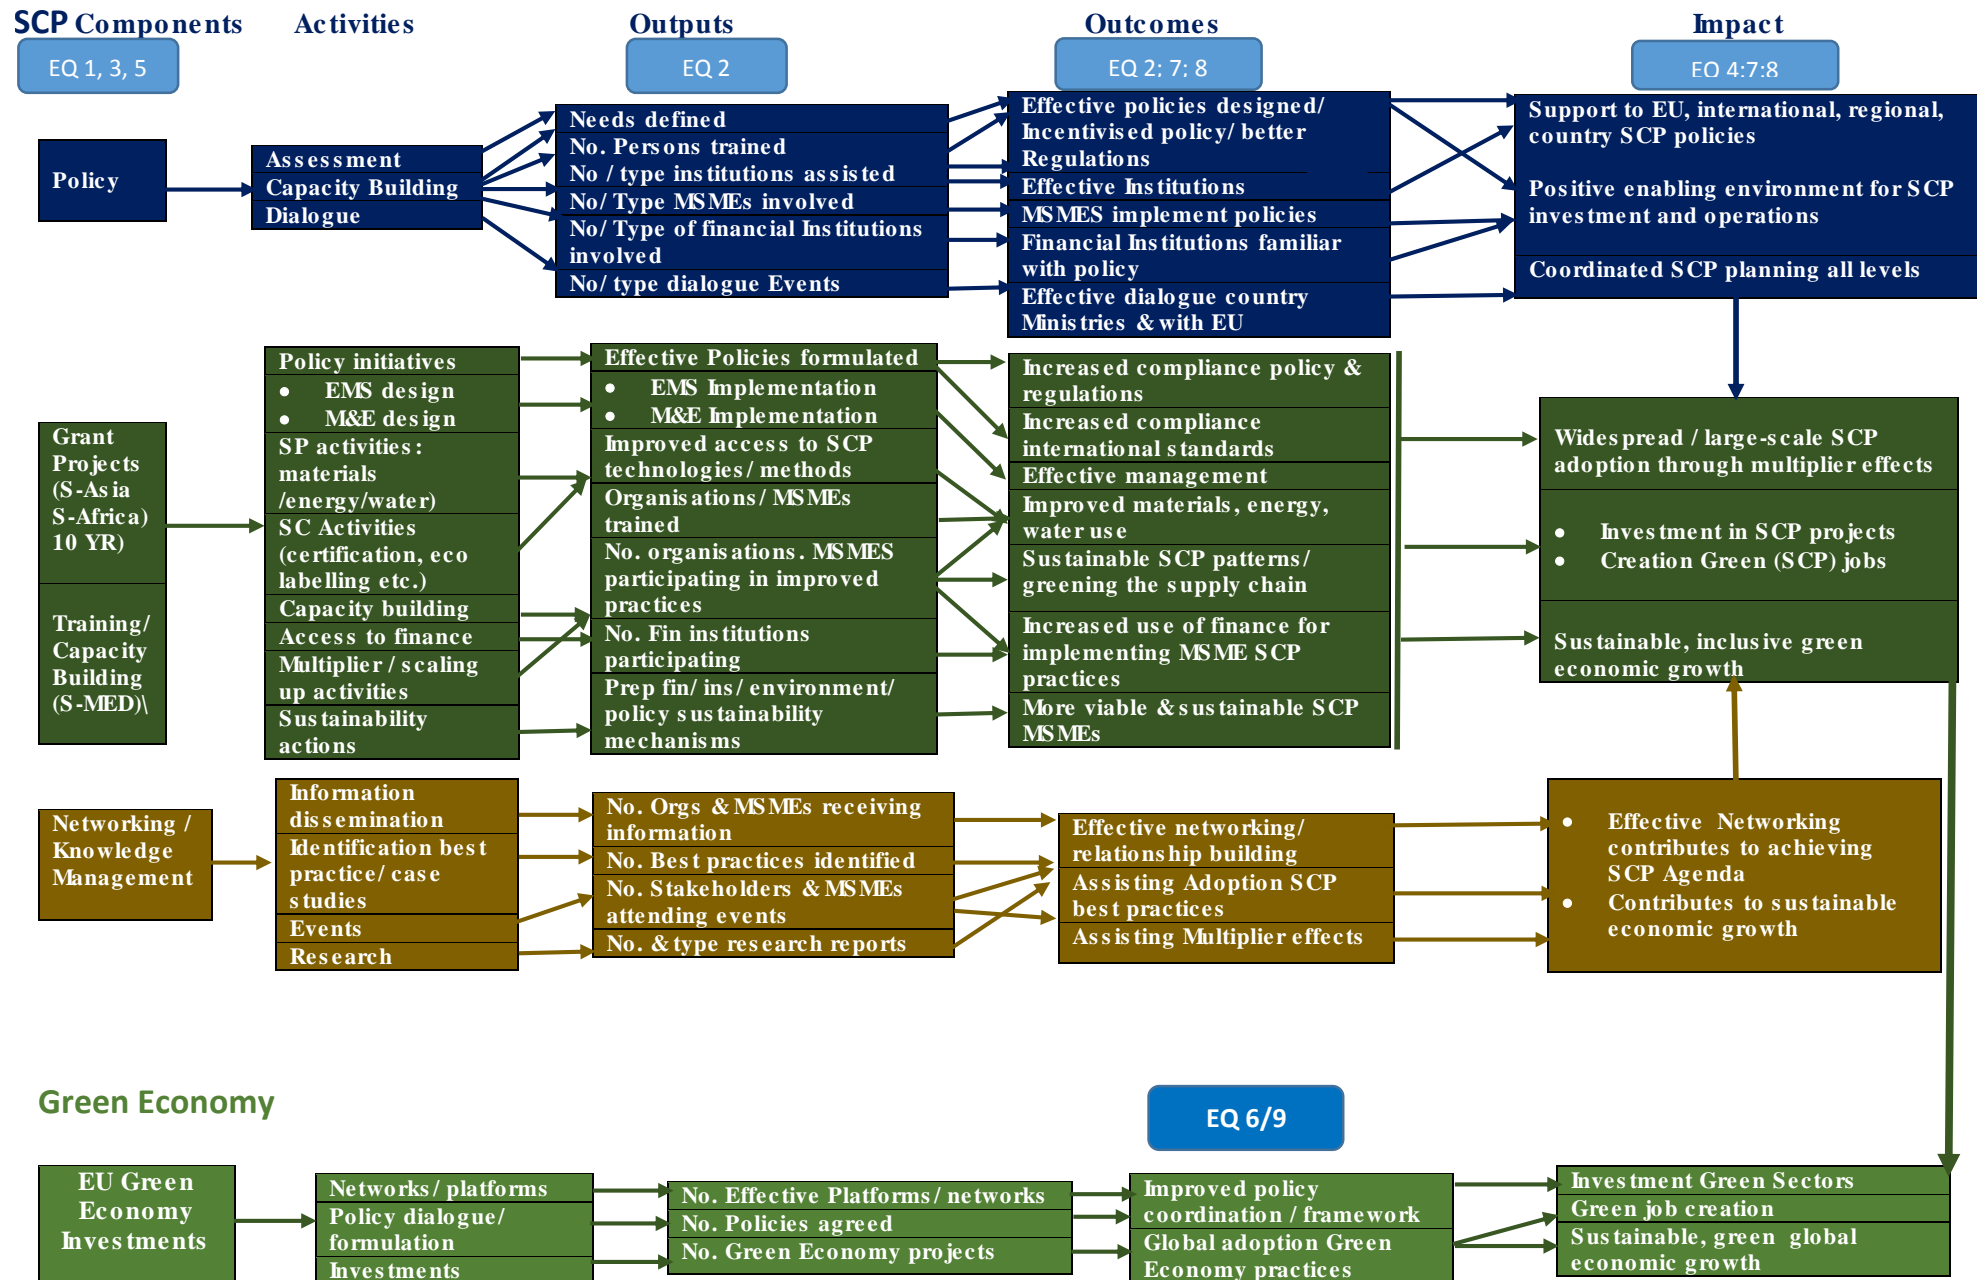 SCP Components
Activities
Outputs
Outcomes
Impact
EQ 1, 3, 5
EQ 2
EQ 2; 7; 8
EQ 4;7;8
Policy
Assessment
Capacity Building
Dialogue
Needs defined
No. Persons trained
No / type institutions assisted
No/ Type MSMEs involved
No/ Type of financial Institutions
involved
No/ type dialogue Events
Effective policies designed/
Incentivised policy/ better
Regulations
Effective Institutions
MSMES implement policies
Financial Institutions familiar
with policy
Effective dialogue country
Ministries & with EU
Support to EU, international, regional,
country SCP policies
Positive enabling environment for SCP
investment and operations
Coordinated SCP planning all levels
Grant
Projects
(S-Asia
S-Africa)
10 YR)
Training/
Capacity
Building
(S-MED)\
Policy initiatives
• EMS design
• M&E design
SP activities:
materials
/energy/water)
SC Activities
(certification, eco
labelling etc.)
Capacity building
Access to finance
Multiplier / scaling
up activities
Sustainability
actions
Effective Policies formulated
• EMS Implementation
• M&E Implementation
Improved access to SCP
technologies/ methods
Organisations/ MSMEs
trained
No. organisations. MSMES
participating in improved
practices
No. Fin institutions
participating
Prep fin/ ins/ environment/
policy sustainability
mechanisms
Increased compliance policy &
regulations
Increased compliance
international standards
Effective management
Improved materials, energy,
water use
Sustainable SCP patterns/
greening the supply chain
Increased use of finance for
implementing MSME SCP
practices
More viable & sustainable SCP
MSMEs
Widespread / large-scale SCP
adoption through multiplier effects
• Investment in SCP projects
• Creation Green (SCP) jobs
Sustainable, inclusive green
economic growth
Networking /
Knowledge
Management
Information
dissemination
Identification best
practice/ case
studies
Events
Research
No. Orgs & MSMEs receiving
information
No. Best practices identified
No. Stakeholders & MSMEs
attending events
No. & type research reports
Effective networking/
relationship building
Assisting Adoption SCP
best practices
Assisting Multiplier effects
• Effective Networking
contributes to achieving
SCP Agenda
• Contributes to sustainable
economic growth
Green Economy
EQ 6/9
EU Green
Economy
Investments
Networks/ platforms
Policy dialogue/
formulation
Investments
No. Effective Platforms/ networks
No. Policies agreed
No. Green Economy projects
Improved policy
coordination / framework
Global adoption Green
Economy practices
Investment Green Sectors
Green job creation
Sustainable, green global
economic growth